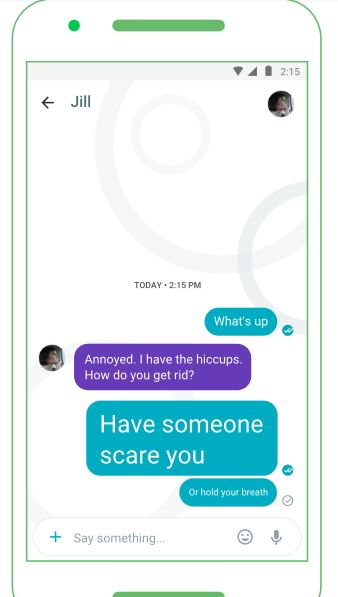 2:15
Jill
TODAY • 2:15 PM
What's up
Annoyed. I have the hiccups.
How do you get rid?
Have someone
scare you
Or hold your breath
Say something...